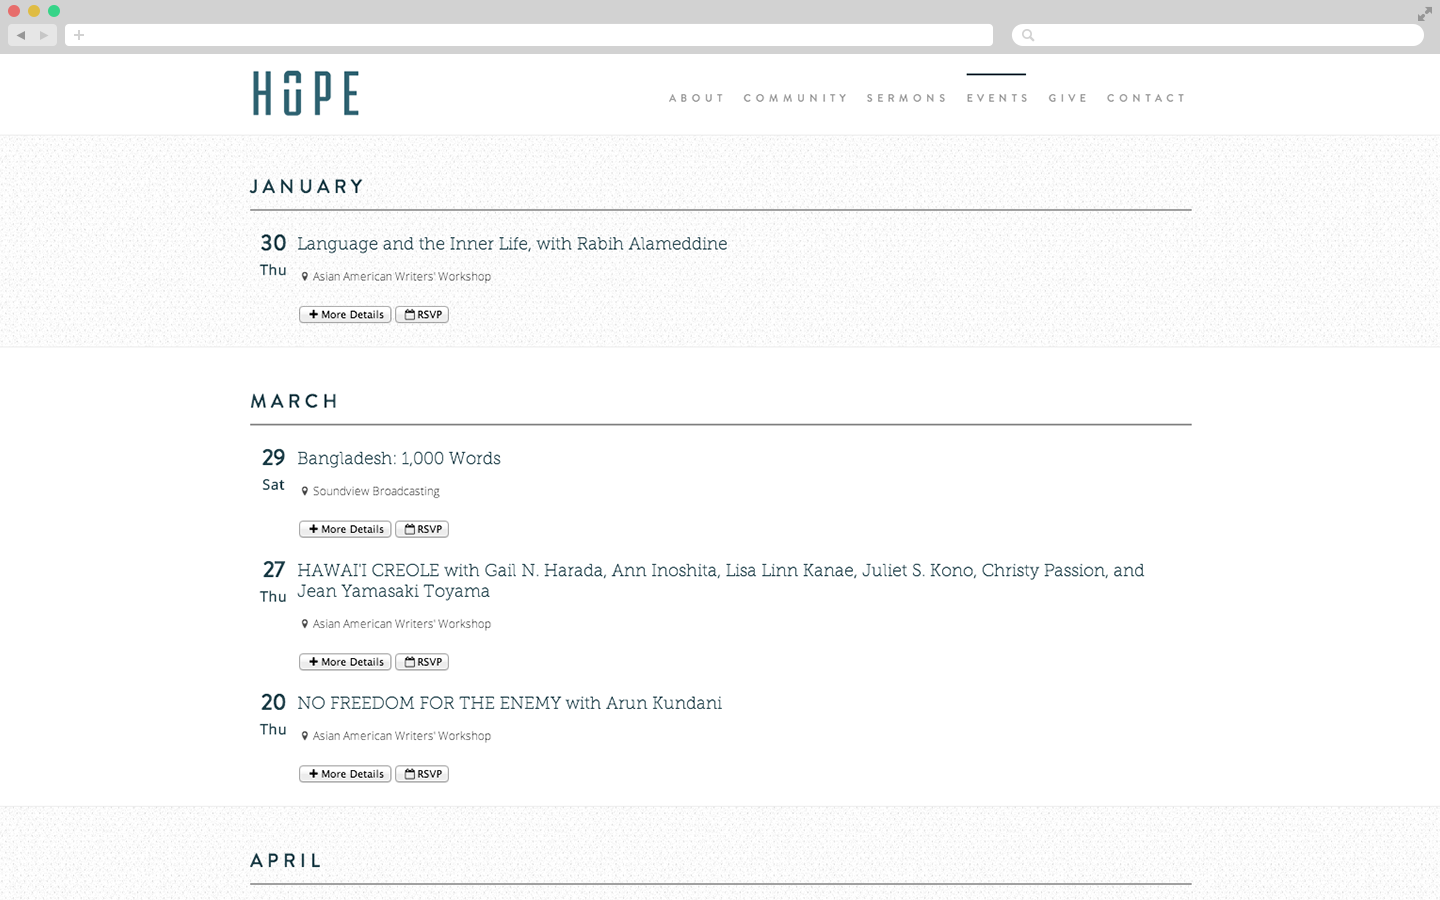 HOPE
ABOUT COMMUNITY SERMONS EVENTS GIVE CONTACT
JANUARY
30 Language and the Inner Life, with Rabih Alameddine
Thu
Asian American Writers' Workshop
More Details RSVP
MARCH
29 Bangladesh: 1,000 Words
Sat
Soundview Broadcasting
More Details RSVP
27 HAWAI'I CREOLE with Gail N. Harada, Ann Inoshita, Lisa Linn Kanae, Juliet S. Kono, Christy Passion, and
Thu Jean Yamasaki Toyama
Asian American Writers' Workshop
More Details RSVP
20 NO FREEDOM FOR THE ENEMY with Arun Kundani
Thu
Asian American Writers' Workshop
More Details RSVP
APRIL